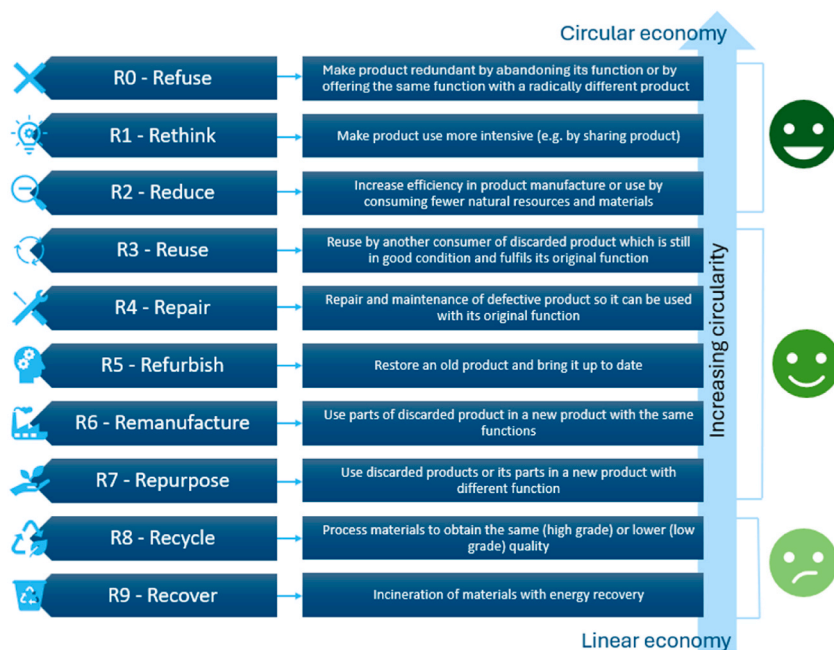 Circular economy
R0 - Refuse
Make product redundant by abandoning its function or by
offering the same function with a radically different product
R1 - Rethink
Make product use more intensive (e.g. by sharing product)
R2 - Reduce
Increase efficiency in product manufacture or use by
consuming fewer natural resources and materials
R3 - Reuse
Reuse by another consumer of discarded product which is still
in good condition and fulfils its original function
R4 - Repair
Repair and maintenance of defective product so it can be used
with its original function
R5 - Refurbish
Restore an old product and bring it up to date
R6 - Remanufacture
Use parts of discarded product in a new product with the same
functions
R7 - Repurpose
Use discarded products or its parts in a new product with
different function
R8 - Recycle
Process materials to obtain the same (high grade) or lower (low
grade) quality
R9 - Recover
Incineration of materials with energy recovery
Increasing circularity
Linear economy